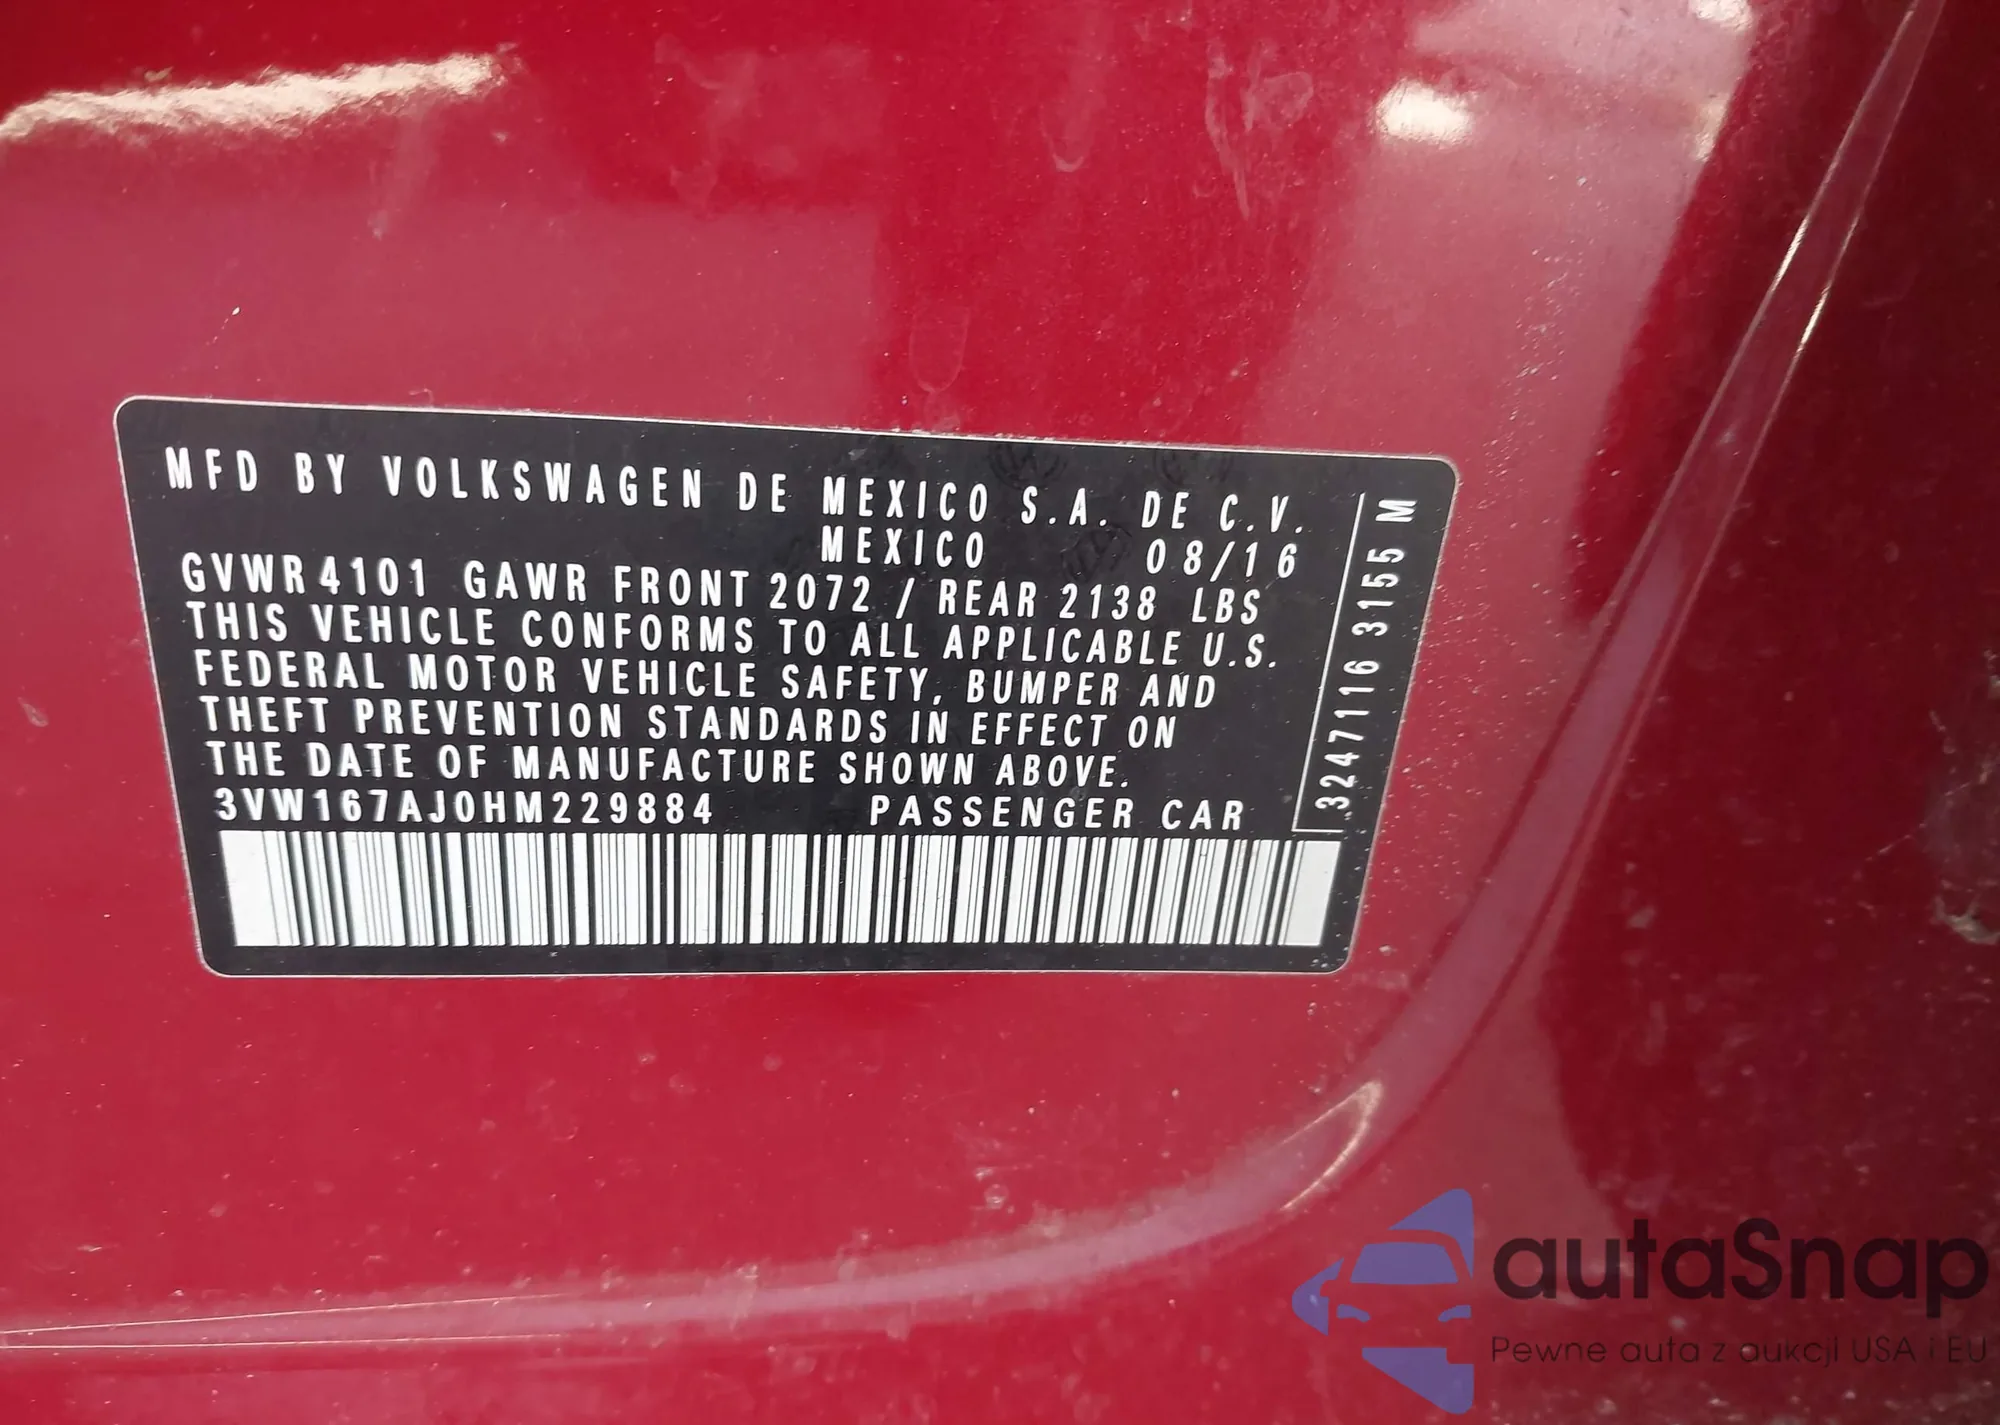 MFD BY VOLKSWAGEN DE MEXICO S.A. DE C.V.
MEXICO 08/16
GVWR 4101 GAWR FRONT 2072 / REAR 2138 LBS
THIS VEHICLE CONFORMS TO ALL APPLICABLE U.S.
FEDERAL MOTOR VEHICLE SAFETY, BUMPER AND
THEFT PREVENTION STANDARDS IN EFFECT ON
THE DATE OF MANUFACTURE SHOWN ABOVE.
3VW167AJ0HM229884 PASSENGER CAR
32471116 3155 M
autaSnap
Pewne auta z aukcji USA i EU